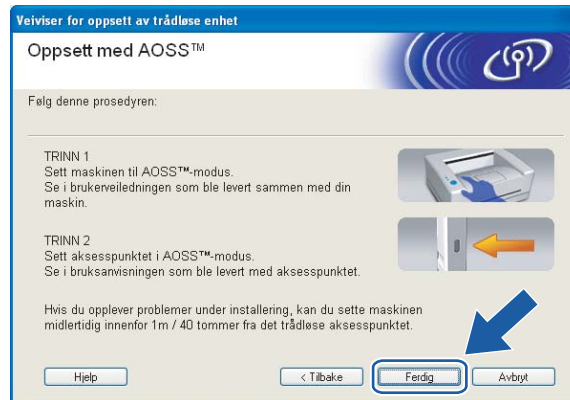 Veiviser for oppsett av trådløse enhet
Oppsett med AOSS™
Følg denne prosedyren:
TRINN 1
Sett maskinen til AOSS™-modus.
Se i brukerveiledningen som ble levert sammen med din
maskin.
TRINN 2
Sett aksesspunktet i AOSS™-modus.
Se i bruksanvisningen som ble levert med aksesspunktet.
Hvis du opplever problemer under installering, kan du sette maskinen
midlertidig innenfor 1m / 40 tommer fra det trådløse aksesspunktet.
Hjelp < Tilbake Ferdig Avbryt